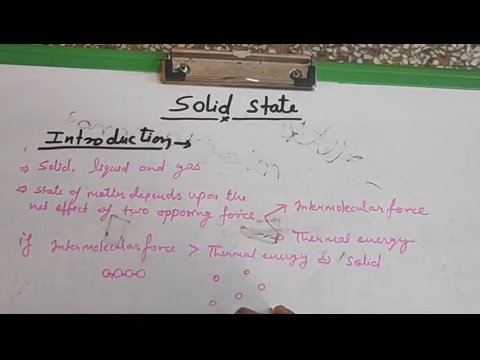 Solid state
Introduction →
⇒ Solid, liquid and gas
⇒ State of matter depends upon the
net effect of two opposing force
Intermolecular force
Thermal energy
if Intermolecular force > Thermal energy ⇒ Solid